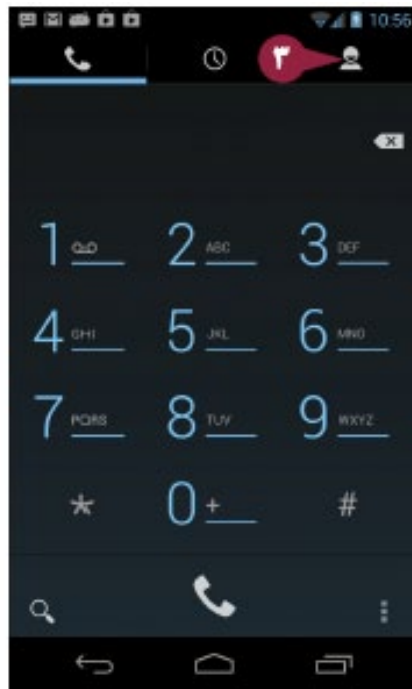 10:56
٣
1 2 ABC 3 DEF
4 GHI 5 JKL 6 MNO
7 PQRS 8 TUV 9 WXYZ
* 0 + #